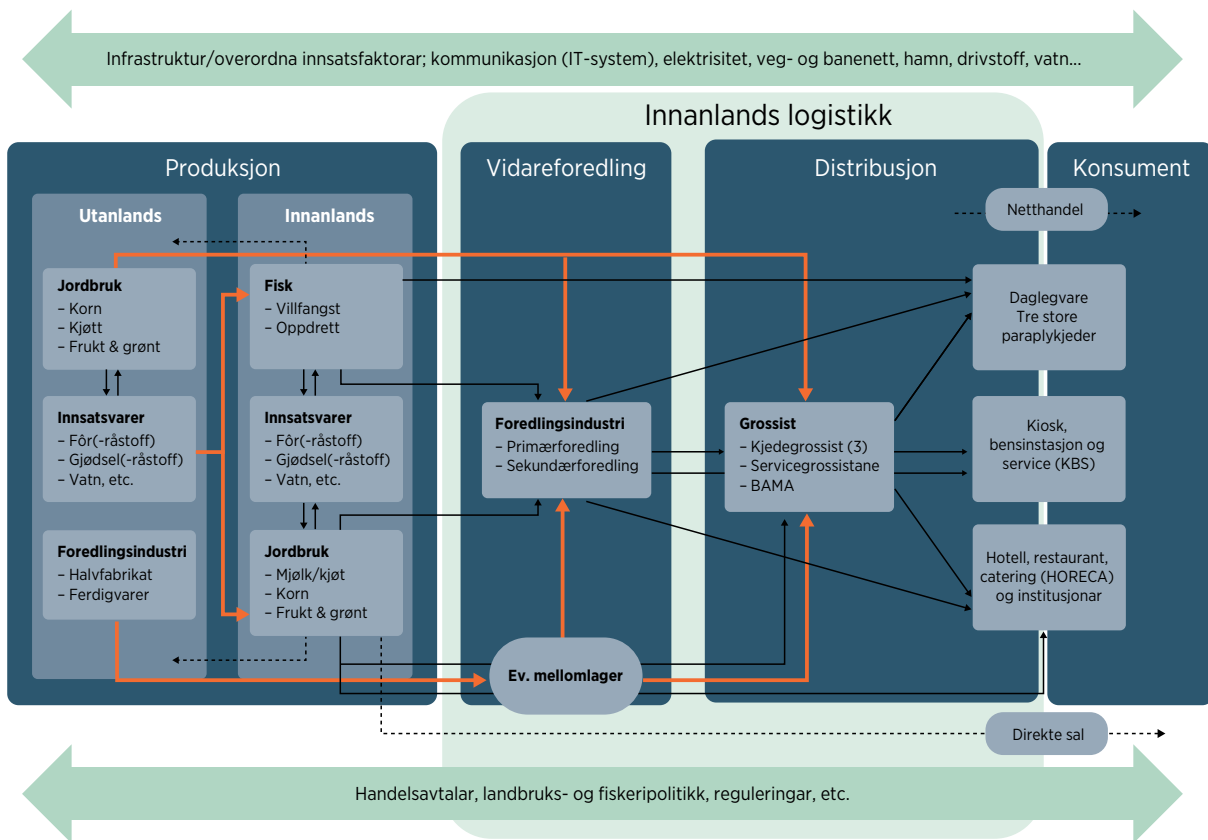 Infrastruktur/overordna innsatsfaktorar; kommunikasjon (IT-system), elektrisitet, veg- og banenett, hamn, drivstoff, vatn...
Innanlands logistikk
Produksjon
Vidareforedling
Distribusjon
Konsument
Utanlands
Innanlands
Netthandel
Jordbruk
– Korn
– Kjøtt
– Frukt & grønt
Fisk
– Villfangst
– Oppdrett
Daglegvare
Tre store
paraplykjeder
Innsatsvarer
– Fôr(-råstoff)
– Gjødsel(-råstoff)
– Vatn, etc.
Innsatsvarer
– Fôr(-råstoff)
– Gjødsel(-råstoff)
– Vatn, etc.
Foredlingsindustri
– Primærforedling
– Sekundærforedling
Grossist
– Kjedegrossist (3)
– Servicegrossistane
– BAMA
Kiosk,
bensinstasjon og
service (KBS)
Foredlingsindustri
– Halvfabrikat
– Ferdigvarer
Jordbruk
– Mjølk/kjøt
– Korn
– Frukt & grønt
Hotell, restaurant,
catering (HORECA)
og institusjonar
Ev. mellomlager
Direkte sal
Handelsavtalar, landbruks- og fiskeripolitikk, reguleringar, etc.